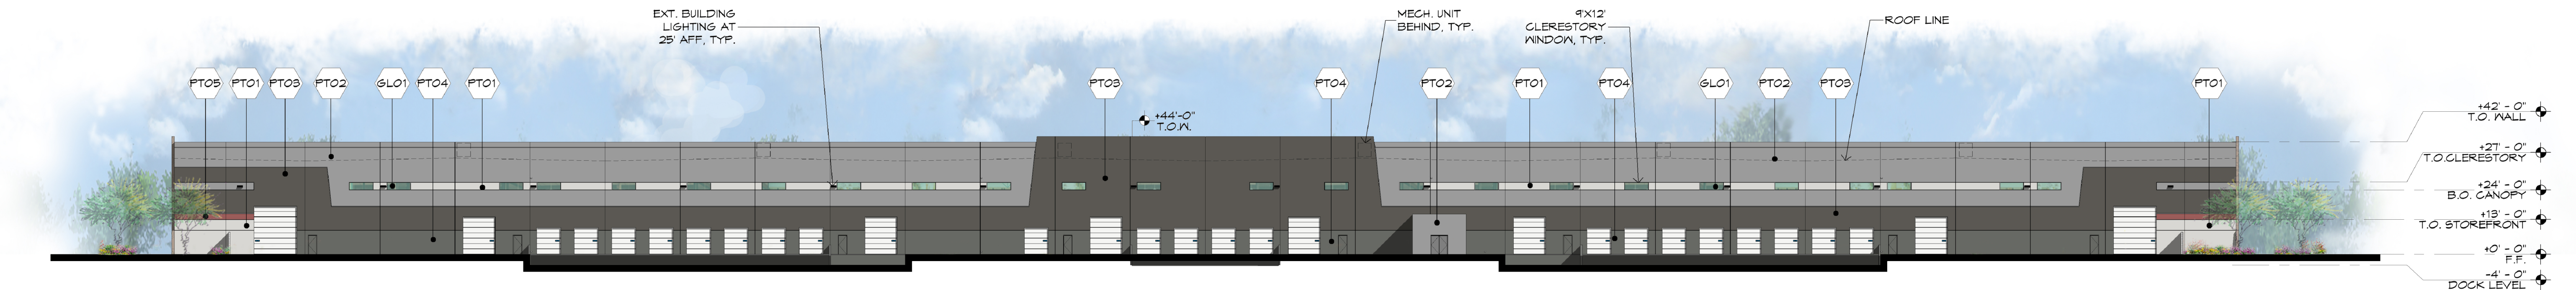 EXT. BUILDING
LIGHTING AT
25' AFF, TYP.
MECH. UNIT
BEHIND, TYP.
9'X12'
CLERESTORY
WINDOW, TYP.
ROOF LINE
PT05
PT01
PT03
PT02
GL01
PT04
PT01
PT03
PT04
PT02
PT01
PT04
GL01
PT02
PT03
PT01
+44'-0"
T.O.W.
+42' - 0"
T.O. WALL
+27' - 0"
T.O.CLERESTORY
+24' - 0"
B.O. CANOPY
+13' - 0"
T.O. STOREFRONT
+0' - 0"
F.F.
-4' - 0"
DOCK LEVEL